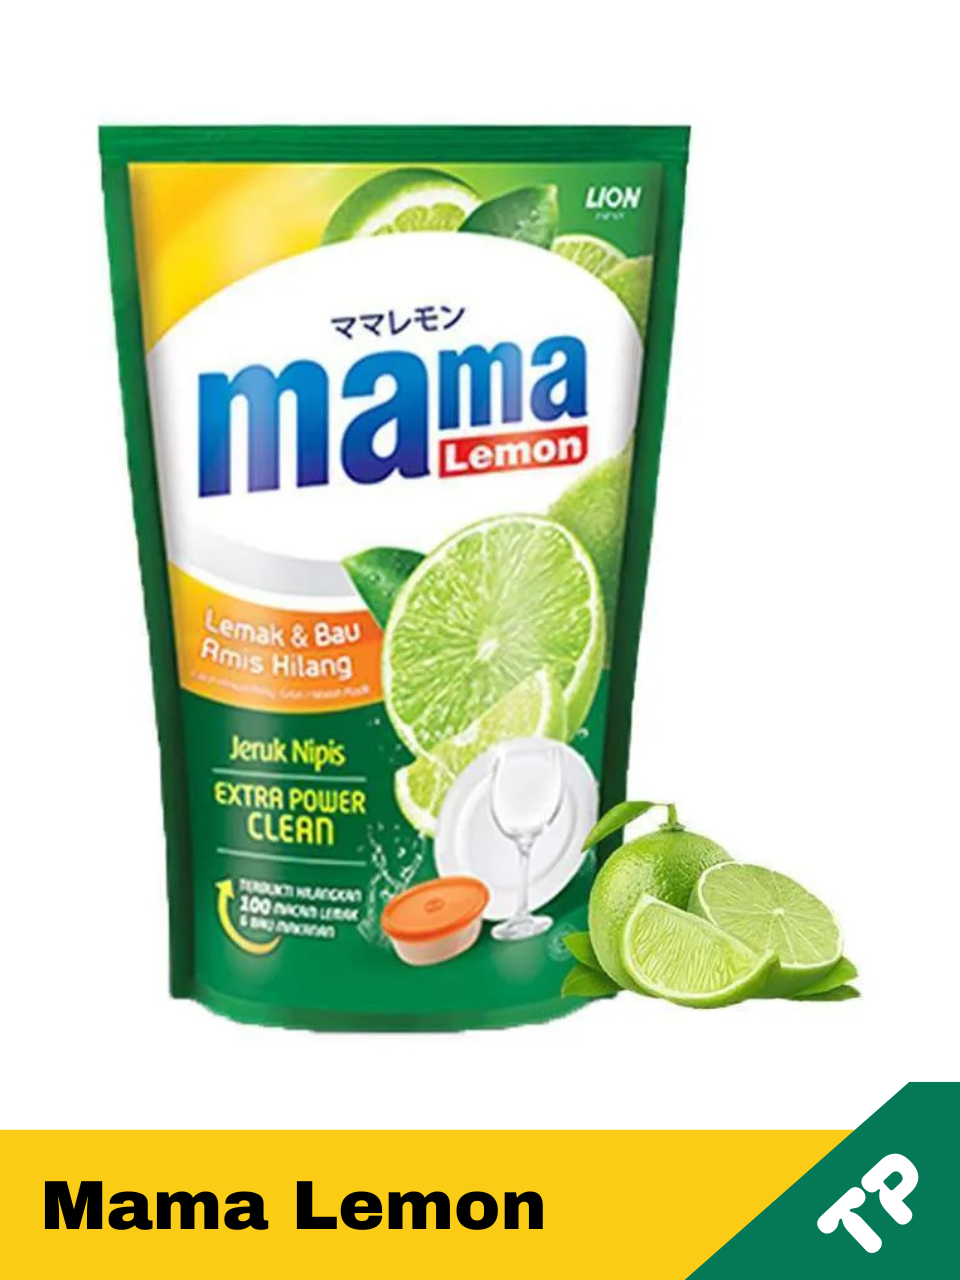 LION
ママレモン
mama
Lemon
Lemak & Bau
Amis Hilang
Jeruk Nipis
EXTRA POWER
CLEAN
TERBUKTI HILANGKAN
100 MACAM LEMAK
& BAU MAKANAN
Mama Lemon
TP